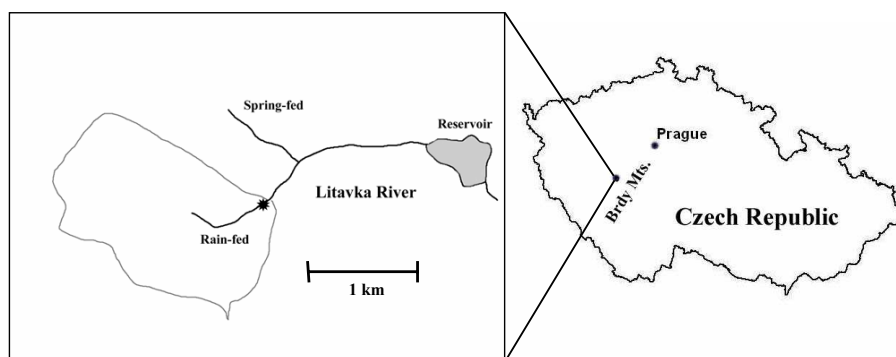 Spring-fed
Reservoir
Litavka River
Rain-fed
1 km
Prague
Brdy Mts.
Czech Republic